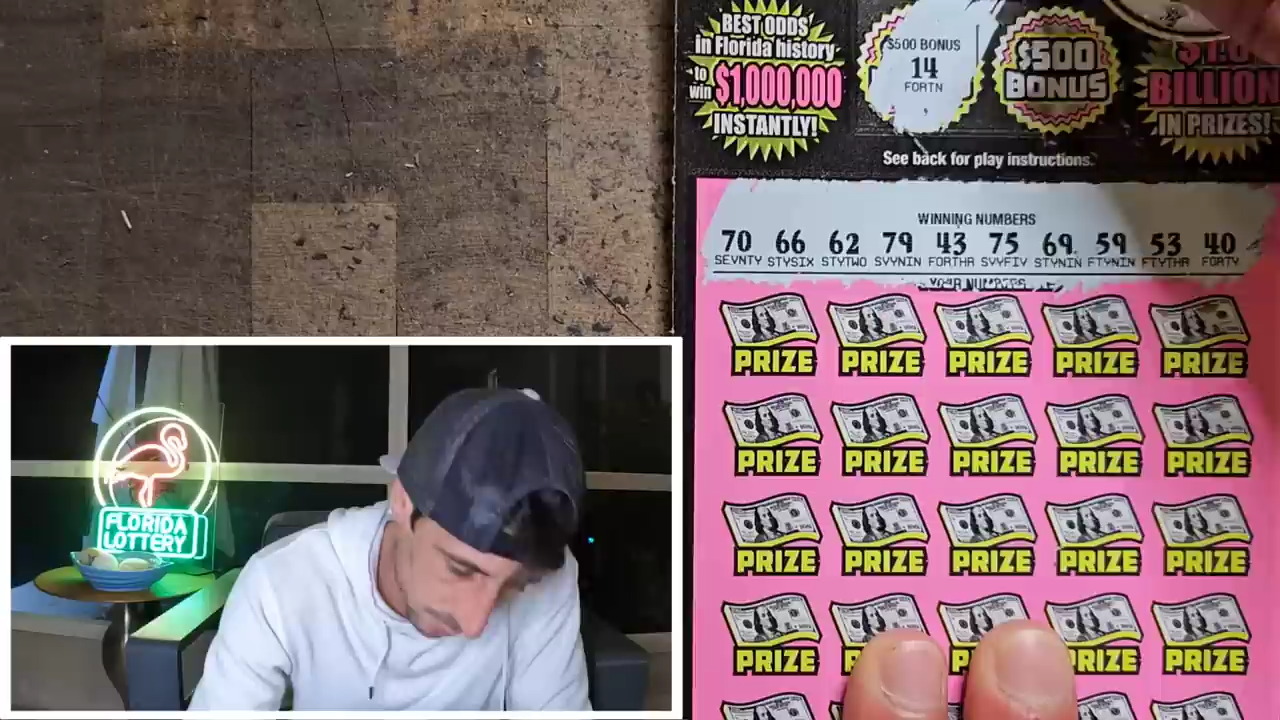 BEST ODDS
in Florida history
to win $1,000,000
INSTANTLY!
$500 BONUS
14
FORTN
$500
BONUS
BILLION
IN PRIZES!
See back for play instructions.
WINNING NUMBERS
70 66 62 79 43 75 69 59 53 40
SEVNTY STYSIX STYTWO SVYNIN FORTHR SVYFIV STYNIN FTYNIN FTYTHR FORTY
YOUR NUMBERS
PRIZE PRIZE PRIZE PRIZE PRIZE
PRIZE PRIZE PRIZE PRIZE PRIZE
PRIZE PRIZE PRIZE PRIZE PRIZE
PRIZE PRIZE PRIZE
FLORIDA
LOTTERY